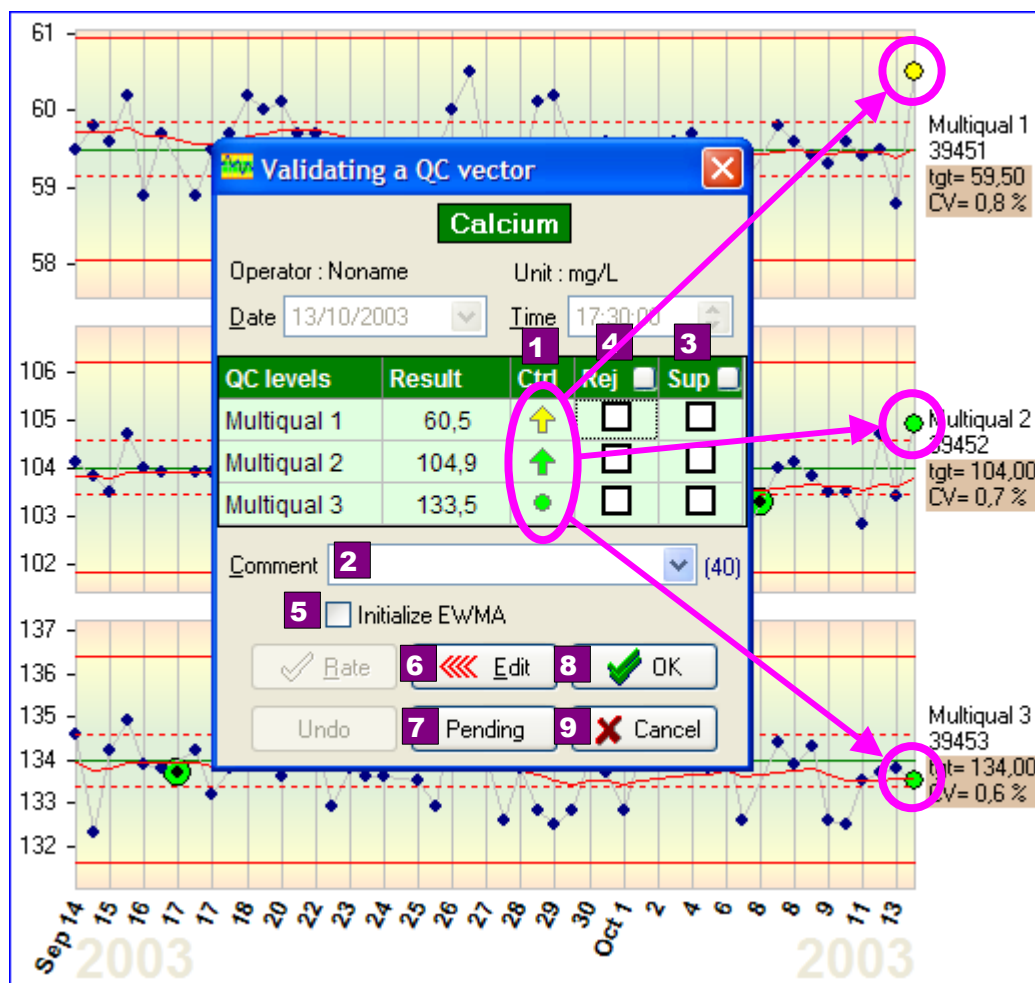 61
60
59
58
Multiqual 1
39451
tgt= 59,50
CV= 0,8 %
Validating a QC vector
Calcium
Operator : Noname
Unit : mg/L
Date 13/10/2003
Time 17:30:00
1 4 3
QC levels Result Ctrl Rej Sup
Multiqual 1 60,5
Multiqual 2 104,9
Multiqual 3 133,5
106
105
104
103
102
Multiqual 2
39452
tgt= 104,00
CV= 0,7 %
Comment 2 (40)
5 Initialize EWMA
Rate 6 Edit 8 OK
Undo 7 Pending 9 Cancel
137
136
135
134
133
132
Multiqual 3
39453
tgt= 134,00
CV= 0,6 %
Sep 14 15 16 17 17 18 20 22 23 24 25 26 27 28 29 30 Oct 1 2 4 6 8 8 9 11 13
2003 2003